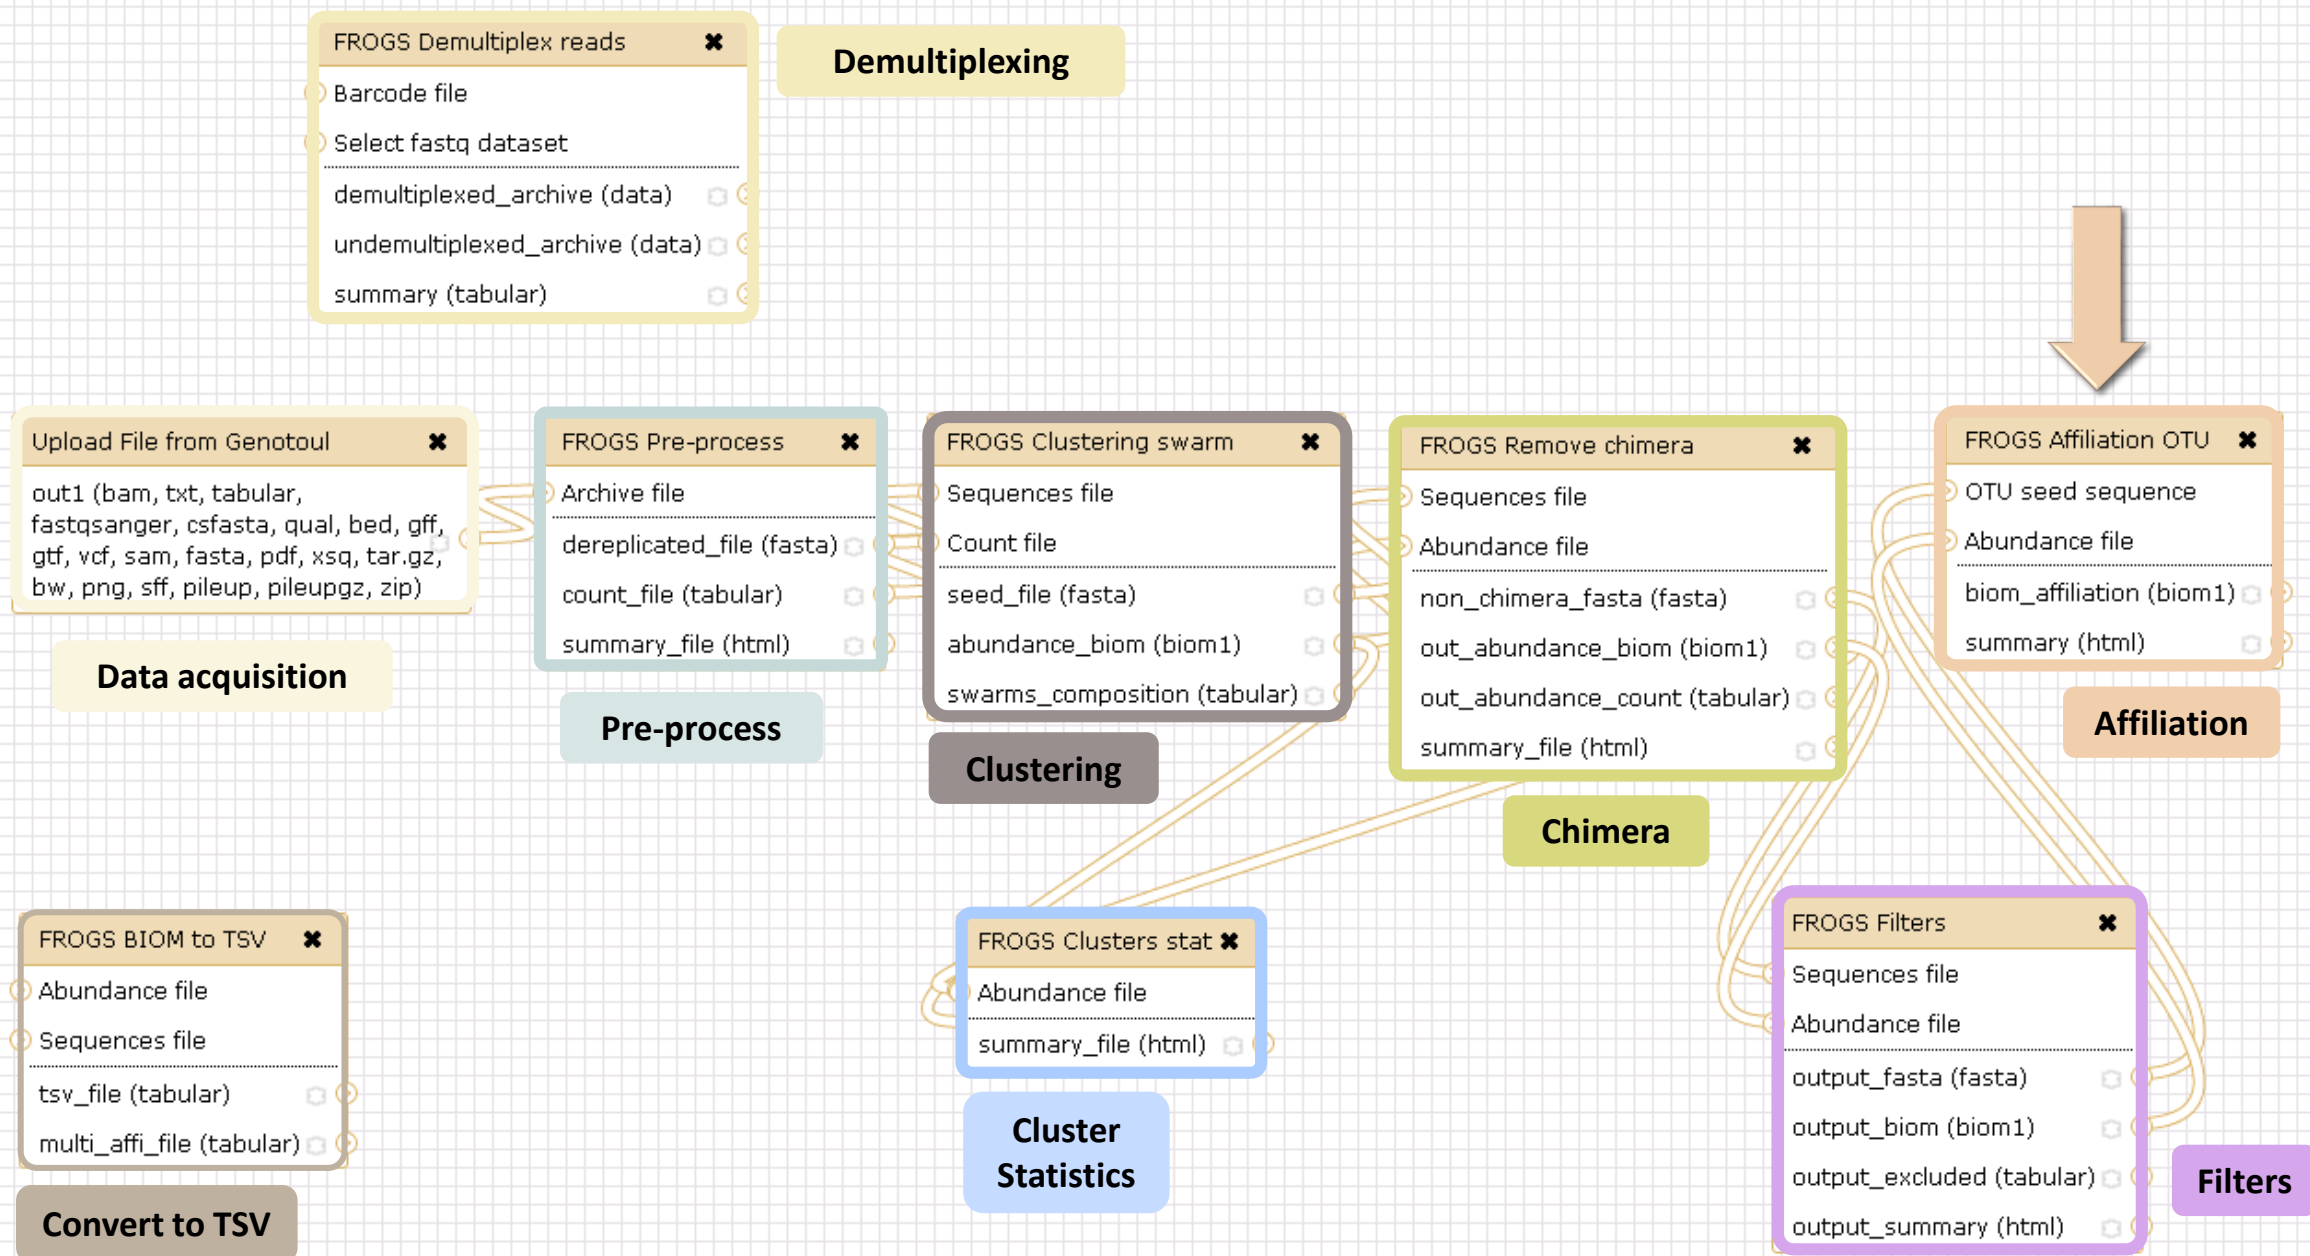 FROGS Demultiplex reads
Barcode file
Select fastq dataset
demultiplexed_archive (data)
undemultiplexed_archive (data)
summary (tabular)
Demultiplexing
Upload File from Genotoul
out1 (bam, txt, tabular,
fastqsanger, csfasta, qual, bed, gff,
gtf, vcf, sam, fasta, pdf, xsq, tar.gz,
bw, png, sff, pileup, pileupgz, zip)
Data acquisition
FROGS Pre-process
Archive file
dereplicated_file (fasta)
count_file (tabular)
summary_file (html)
Pre-process
FROGS Clustering swarm
Sequences file
Count file
seed_file (fasta)
abundance_biom (biom1)
swarms_composition (tabular)
Clustering
FROGS Remove chimera
Sequences file
Abundance file
non_chimera_fasta (fasta)
out_abundance_biom (biom1)
out_abundance_count (tabular)
summary_file (html)
Chimera
FROGS Affiliation OTU
OTU seed sequence
Abundance file
biom_affiliation (biom1)
summary (html)
Affiliation
FROGS BIOM to TSV
Abundance file
Sequences file
tsv_file (tabular)
multi_affi_file (tabular)
Convert to TSV
FROGS Clusters stat
Abundance file
summary_file (html)
Cluster
Statistics
FROGS Filters
Sequences file
Abundance file
output_fasta (fasta)
output_biom (biom1)
output_excluded (tabular)
output_summary (html)
Filters